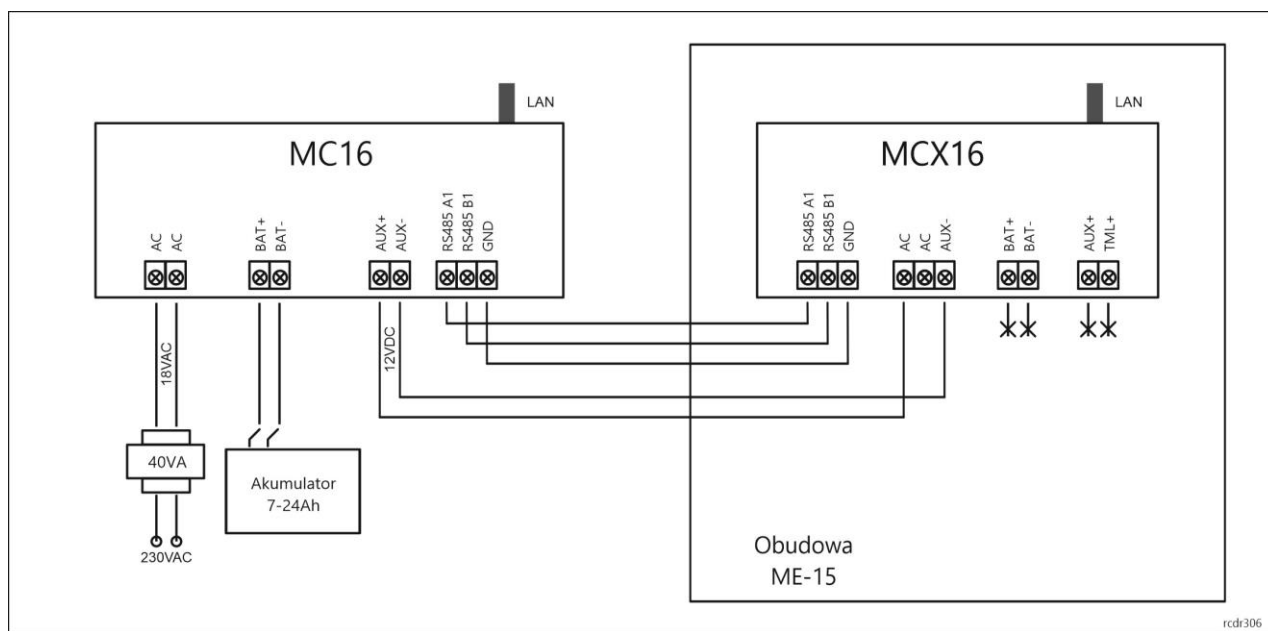 LAN
MC16
AC
AC
BAT+
BAT-
AUX+
AUX-
RS485 A1
RS485 B1
GND
18VAC
12VDC
40VA
230VAC
Akumulator
7-24Ah
LAN
MCX16
RS485 A1
RS485 B1
GND
AC
AC
AUX-
BAT+
BAT-
AUX+
TML+
Obudowa
ME-15
rcdr306